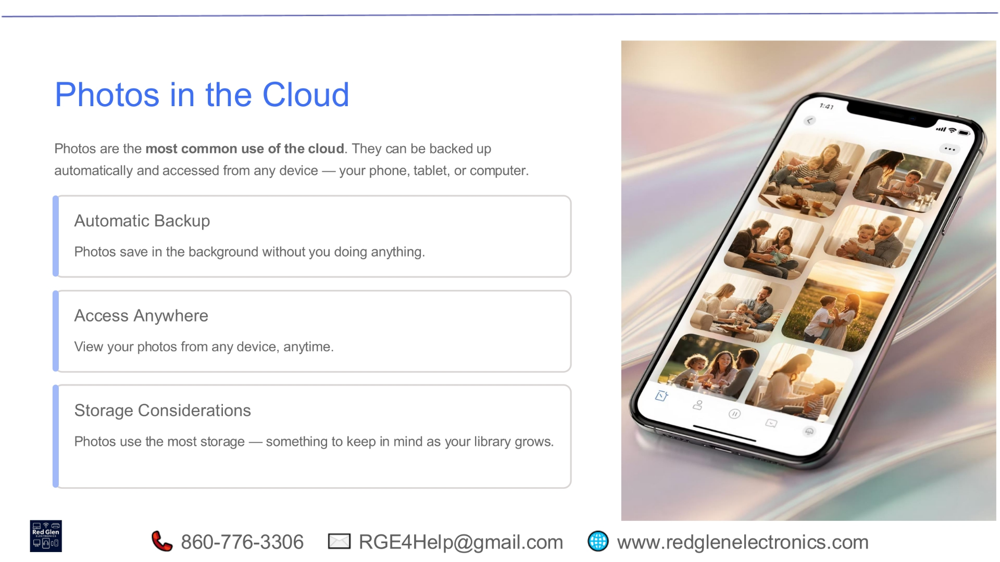 Photos in the Cloud
Photos are the most common use of the cloud. They can be backed up
automatically and accessed from any device — your phone, tablet, or computer.
Automatic Backup
Photos save in the background without you doing anything.
Access Anywhere
View your photos from any device, anytime.
Storage Considerations
Photos use the most storage — something to keep in mind as your library grows.
1:41
Red Glen
ELECTRONICS
860-776-3306
RGE4Help@gmail.com
www.redglenelectronics.com